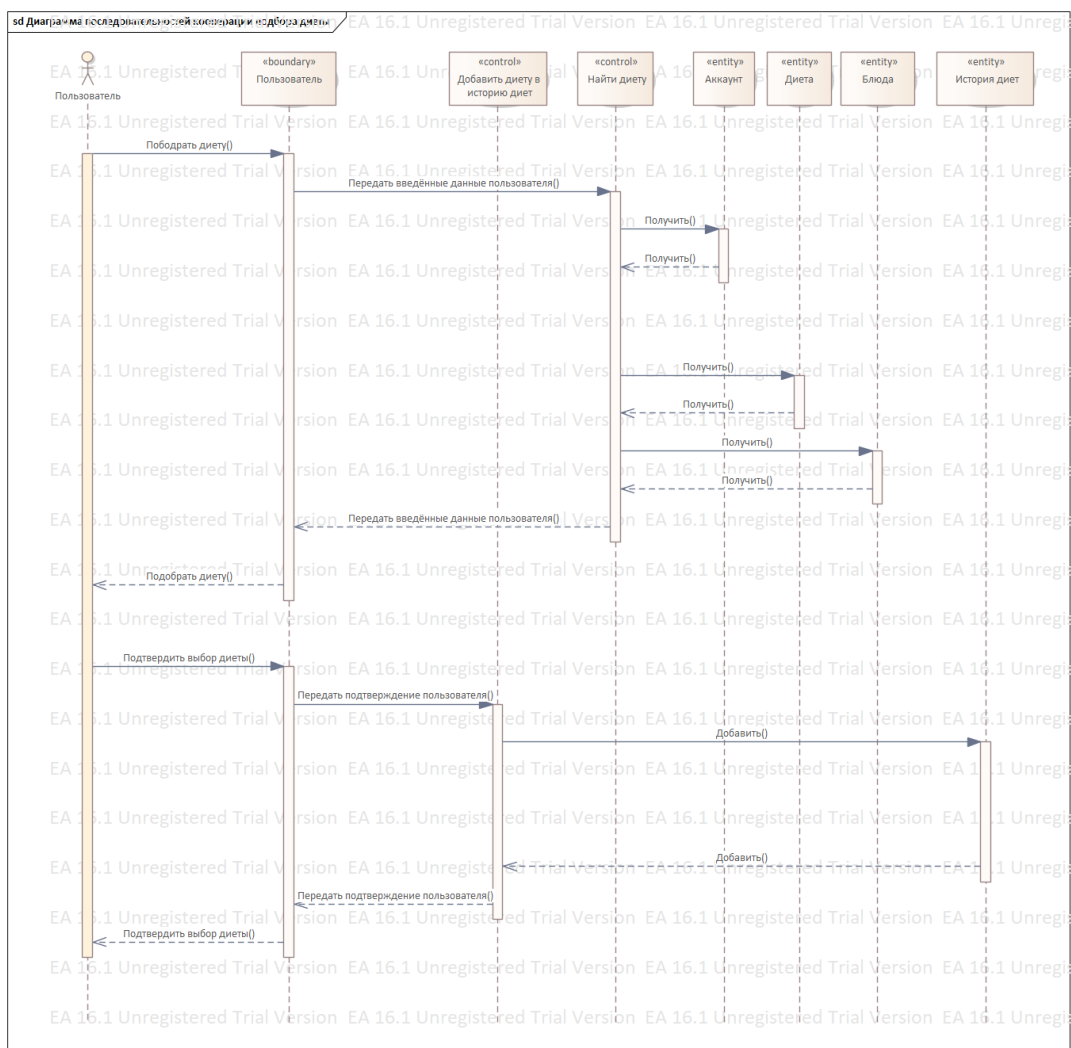 sd Диаграмма последовательностей кооперации подбора диеты
Пользователь
«boundary»
Пользователь
«control»
Добавить диету в
историю диет
«control»
Найти диету
«entity»
Аккаунт
«entity»
Диета
«entity»
Блюда
«entity»
История диет
Пободрать диету()
Передать введённые данные пользователя()
Получить()
Получить()
Получить()
Получить()
Получить()
Получить()
Передать введённые данные пользователя()
Подобрать диету()
Подтвердить выбор диеты()
Передать подтверждение пользователя()
Добавить()
Добавить()
Передать подтверждение пользователя()
Подтвердить выбор диеты()
EA 16.1 Unregistered Trial Version